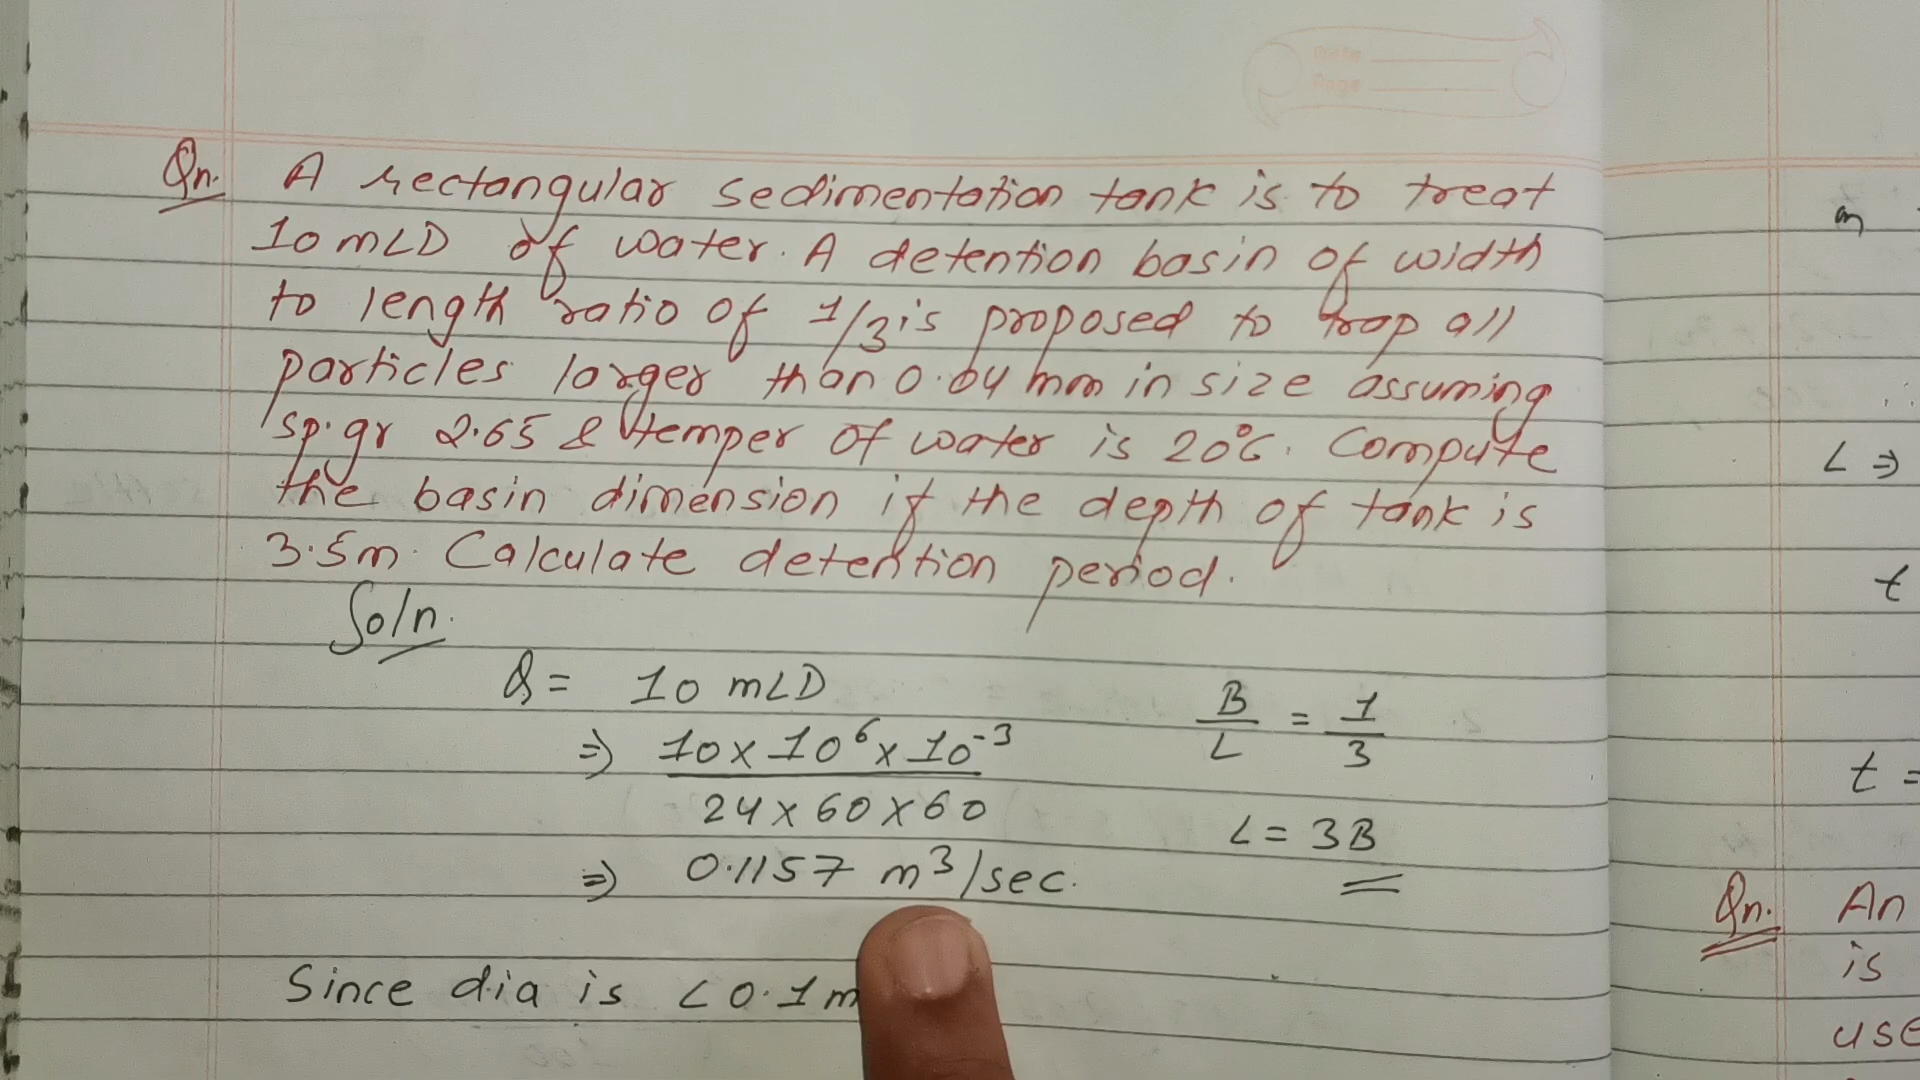 Qn. A rectangular sedimentation tank is to treat
10 MLD of water. A detention basin of width
to length ratio of 1/3 is proposed to trap all
particles larger than 0.04 mm in size assuming
sp.gr 2.65 & temper of water is 20°C. Compute
the basin dimension if the depth of tank is
3.5m. Calculate detention period.
Soln.
Q = 10 MLD
⇒ 10 x 10^6 x 10^-3
24 x 60 x 60
⇒ 0.1157 m^3/sec.
B/L = 1/3
L = 3B
Since dia is < 0.1 m
L ⇒
t
t =
Qn. An
is
use